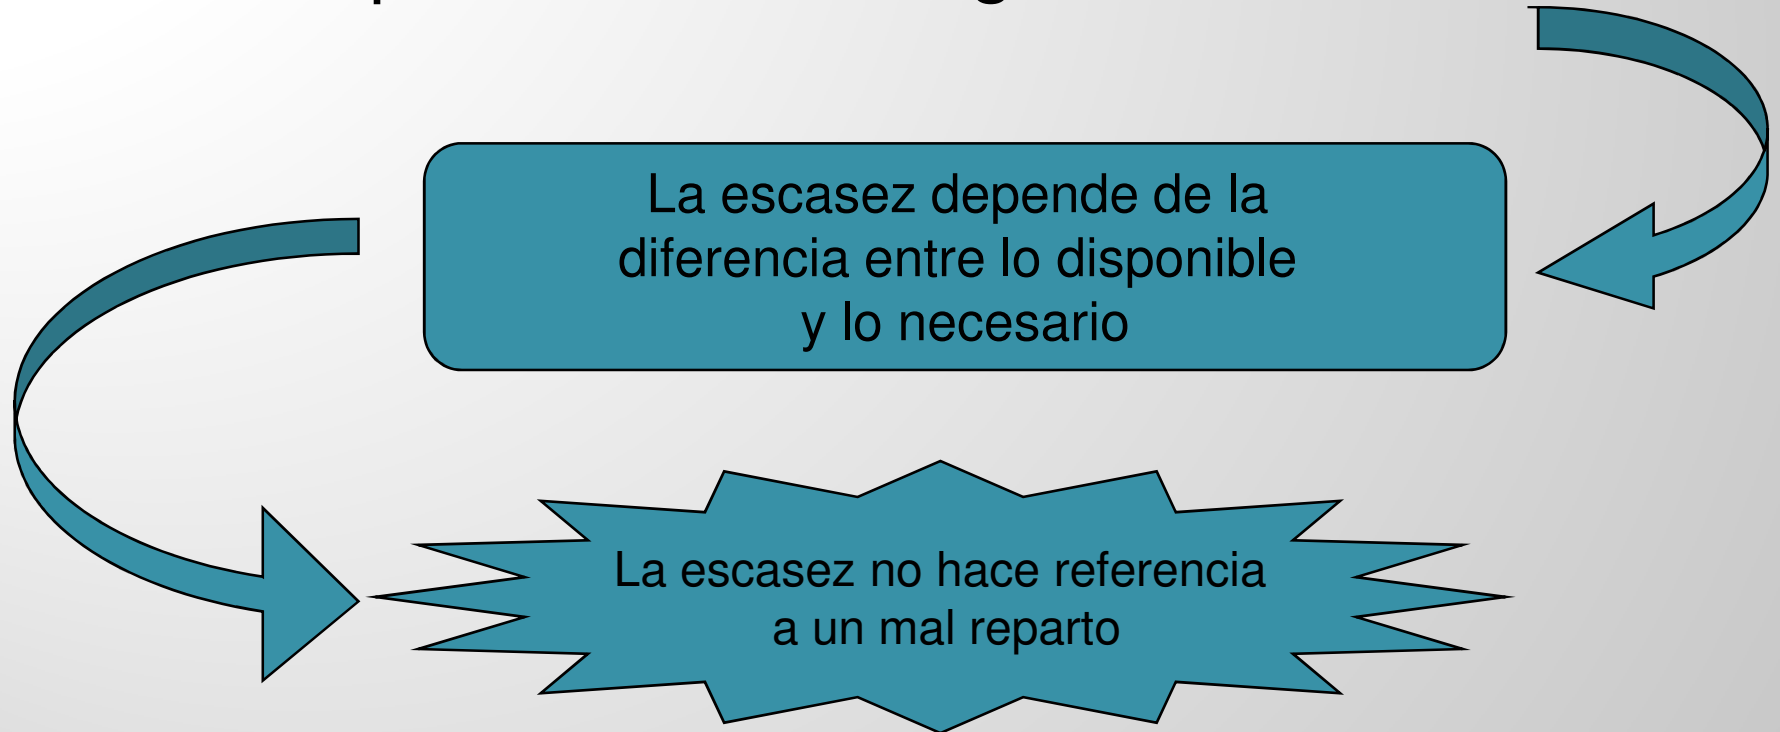 La escasez depende de la
diferencia entre lo disponible
y lo necesario
La escasez no hace referencia
a un mal reparto